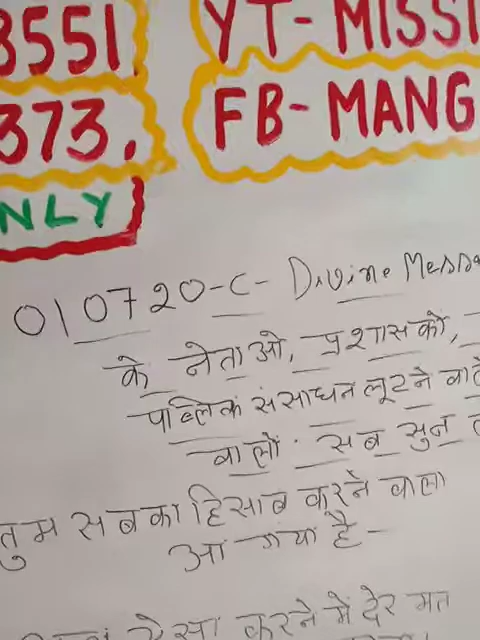 8551, YT- MISSI
373. FB- MANG
NLY
010720-C- Divine Messa
के नेताओ, प्रशासको,
पब्लिक संसाधन लूटने वाले
वालों. सब सुन
तुम सबका हिसाब करने वाला
आ गया है -
ऐसा करने में देर मत